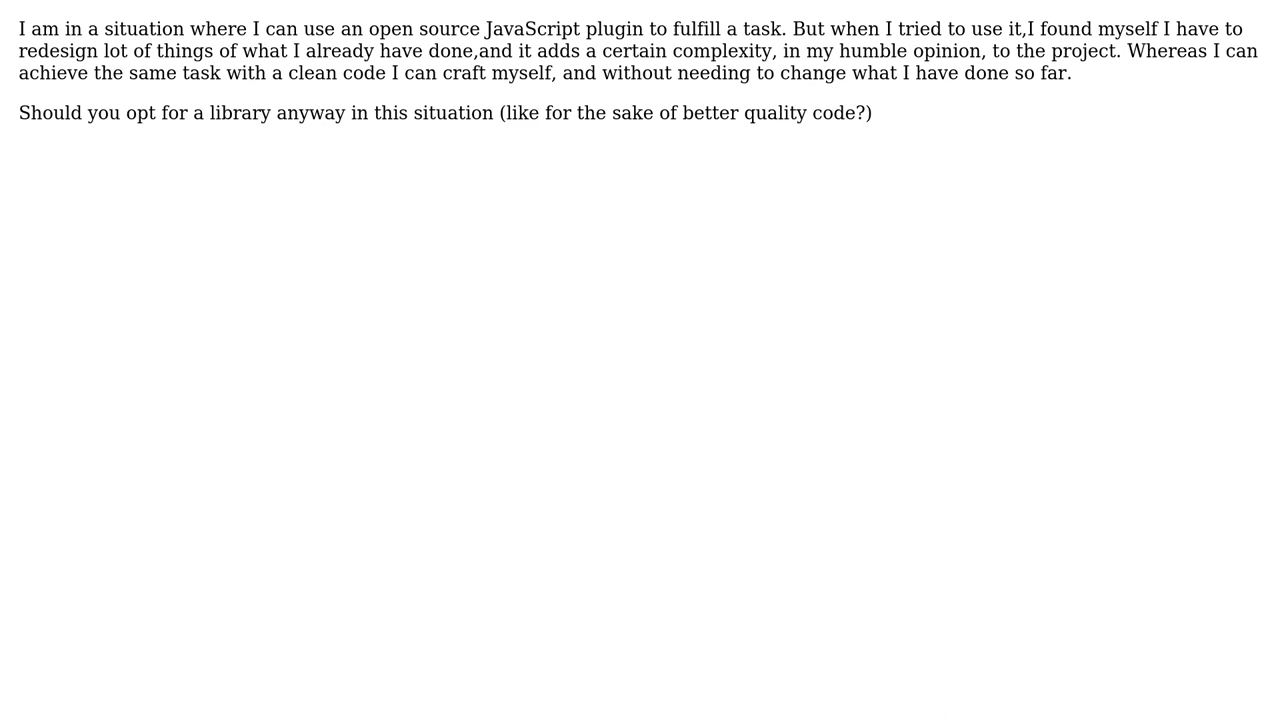 I am in a situation where I can use an open source JavaScript plugin to fulfill a task. But when I tried to use it,I found myself I have to
redesign lot of things of what I already have done,and it adds a certain complexity, in my humble opinion, to the project. Whereas I can
achieve the same task with a clean code I can craft myself, and without needing to change what I have done so far.
Should you opt for a library anyway in this situation (like for the sake of better quality code?)